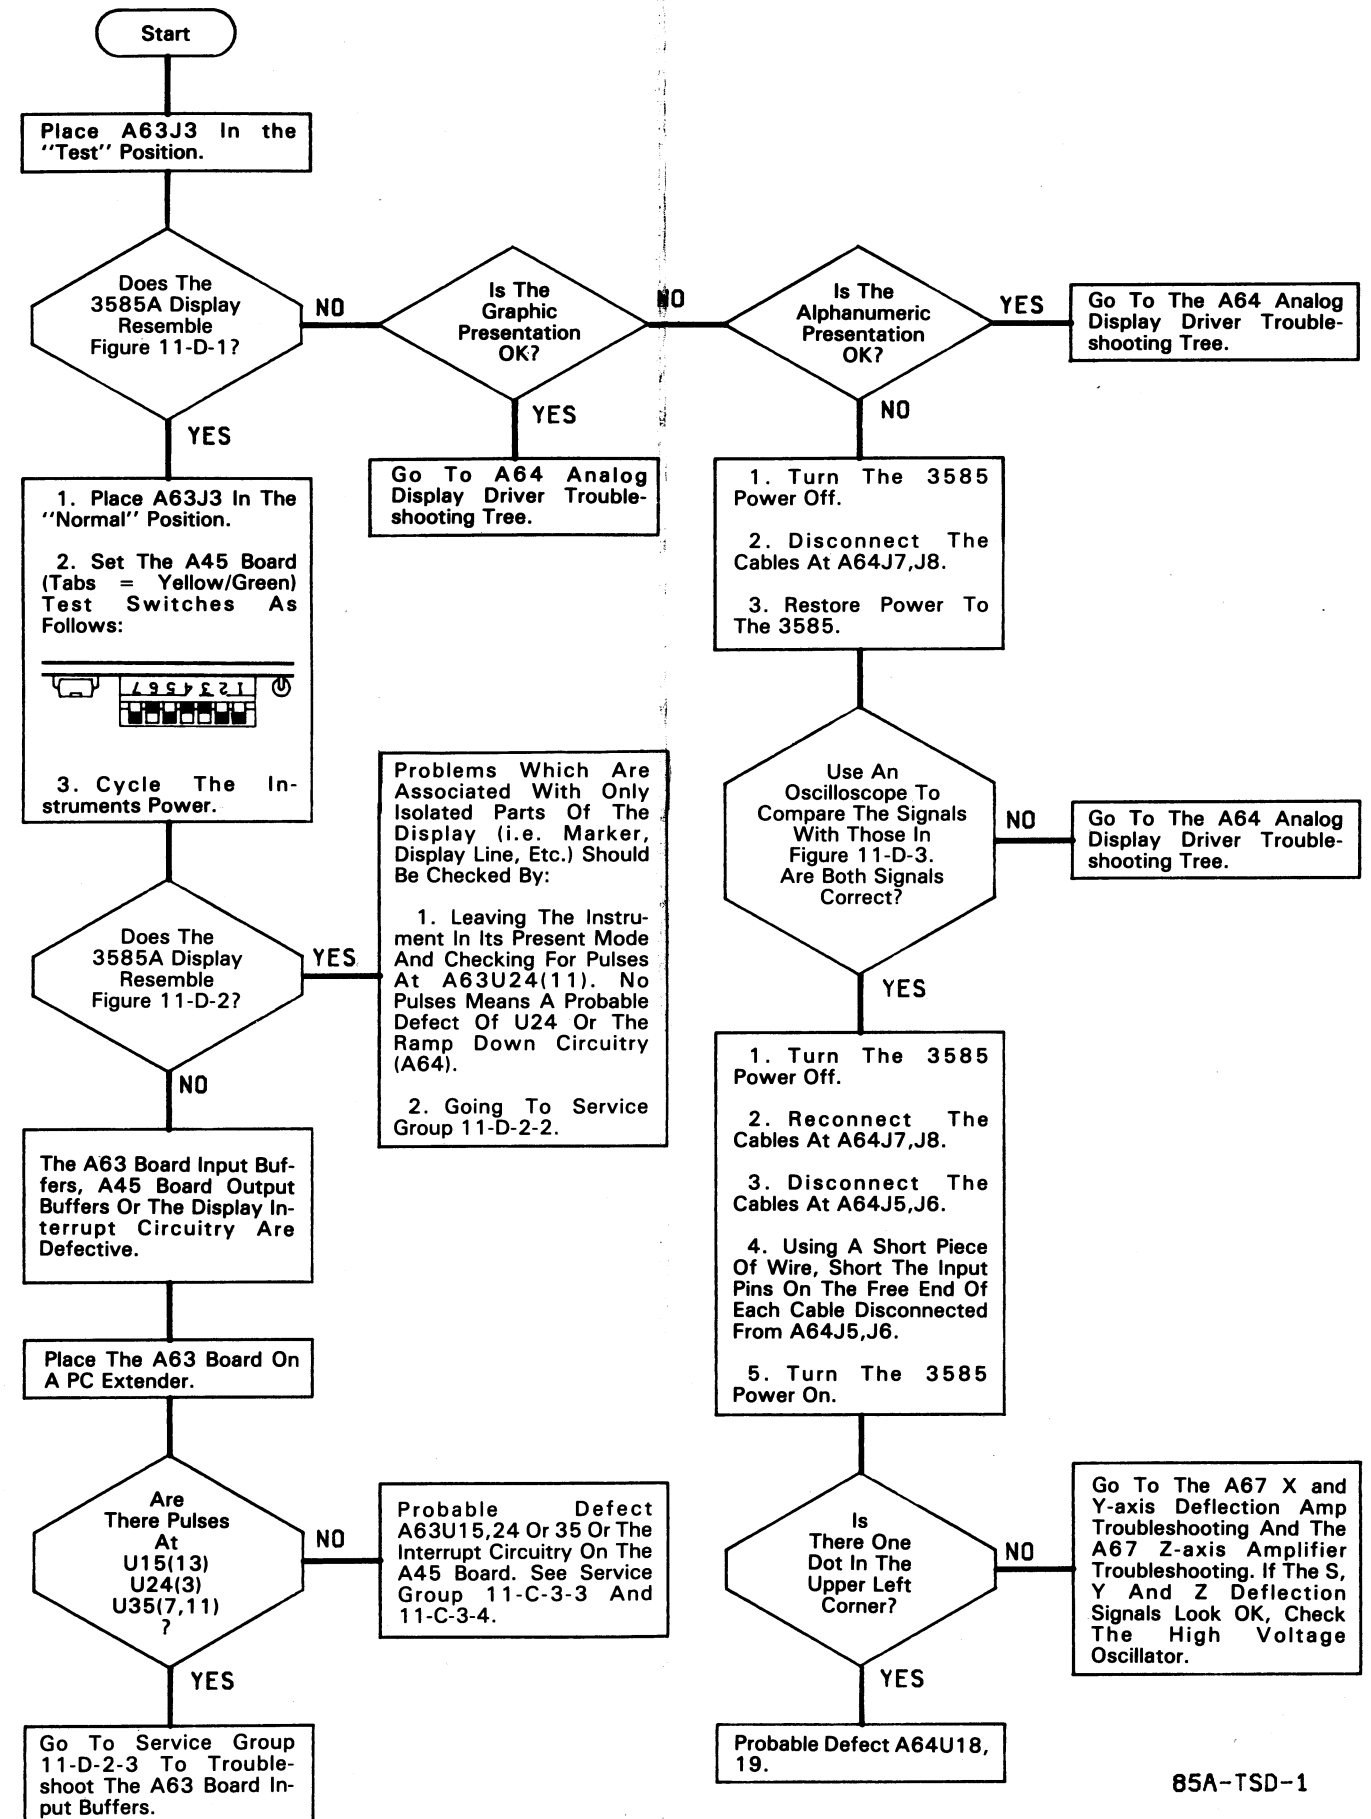 Start
Place A63J3 In the
"Test" Position.
Does The
3585A Display
Resemble
Figure 11-D-1?
NO
YES
Is The
Graphic
Presentation
OK?
NO
YES
Is The
Alphanumeric
Presentation
OK?
YES
NO
Go To The A64 Analog
Display Driver Trouble-
shooting Tree.
Go To A64 Analog
Display Driver Trouble-
shooting Tree.
1. Place A63J3 In The
"Normal" Position.
2. Set The A45 Board
(Tabs = Yellow/Green)
Test Switches As
Follows:
1 2 3 4 5 6 7
3. Cycle The In-
struments Power.
Does The
3585A Display
Resemble
Figure 11-D-2?
YES
NO
Problems Which Are
Associated With Only
Isolated Parts Of The
Display (i.e. Marker,
Display Line, Etc.) Should
Be Checked By:
1. Leaving The Instru-
ment In Its Present Mode
And Checking For Pulses
At A63U24(11). No
Pulses Means A Probable
Defect Of U24 Or The
Ramp Down Circuitry
(A64).
2. Going To Service
Group 11-D-2-2.
The A63 Board Input Buf-
fers, A45 Board Output
Buffers Or The Display In-
terrupt Circuitry Are
Defective.
Place The A63 Board On
A PC Extender.
Are
There Pulses
At
U15(13)
U24(3)
U35(7,11)
?
NO
YES
Probable Defect
A63U15,24 Or 35 Or The
Interrupt Circuitry On The
A45 Board. See Service
Group 11-C-3-3 And
11-C-3-4.
Go To Service Group
11-D-2-3 To Trouble-
shoot The A63 Board In-
put Buffers.
1. Turn The 3585
Power Off.
2. Disconnect The
Cables At A64J7,J8.
3. Restore Power To
The 3585.
Use An
Oscilloscope To
Compare The Signals
With Those In
Figure 11-D-3.
Are Both Signals
Correct?
NO
YES
Go To The A64 Analog
Display Driver Trouble-
shooting Tree.
1. Turn The 3585
Power Off.
2. Reconnect The
Cables At A64J7,J8.
3. Disconnect The
Cables At A64J5,J6.
4. Using A Short Piece
Of Wire, Short The Input
Pins On The Free End Of
Each Cable Disconnected
From A64J5,J6.
5. Turn The 3585
Power On.
Is
There One
Dot In The
Upper Left
Corner?
NO
YES
Go To The A67 X and
Y-axis Deflection Amp
Troubleshooting And The
A67 Z-axis Amplifier
Troubleshooting. If The S,
Y And Z Deflection
Signals Look OK, Check
The High Voltage
Oscillator.
Probable Defect A64U18,
19.
85A-TSD-1